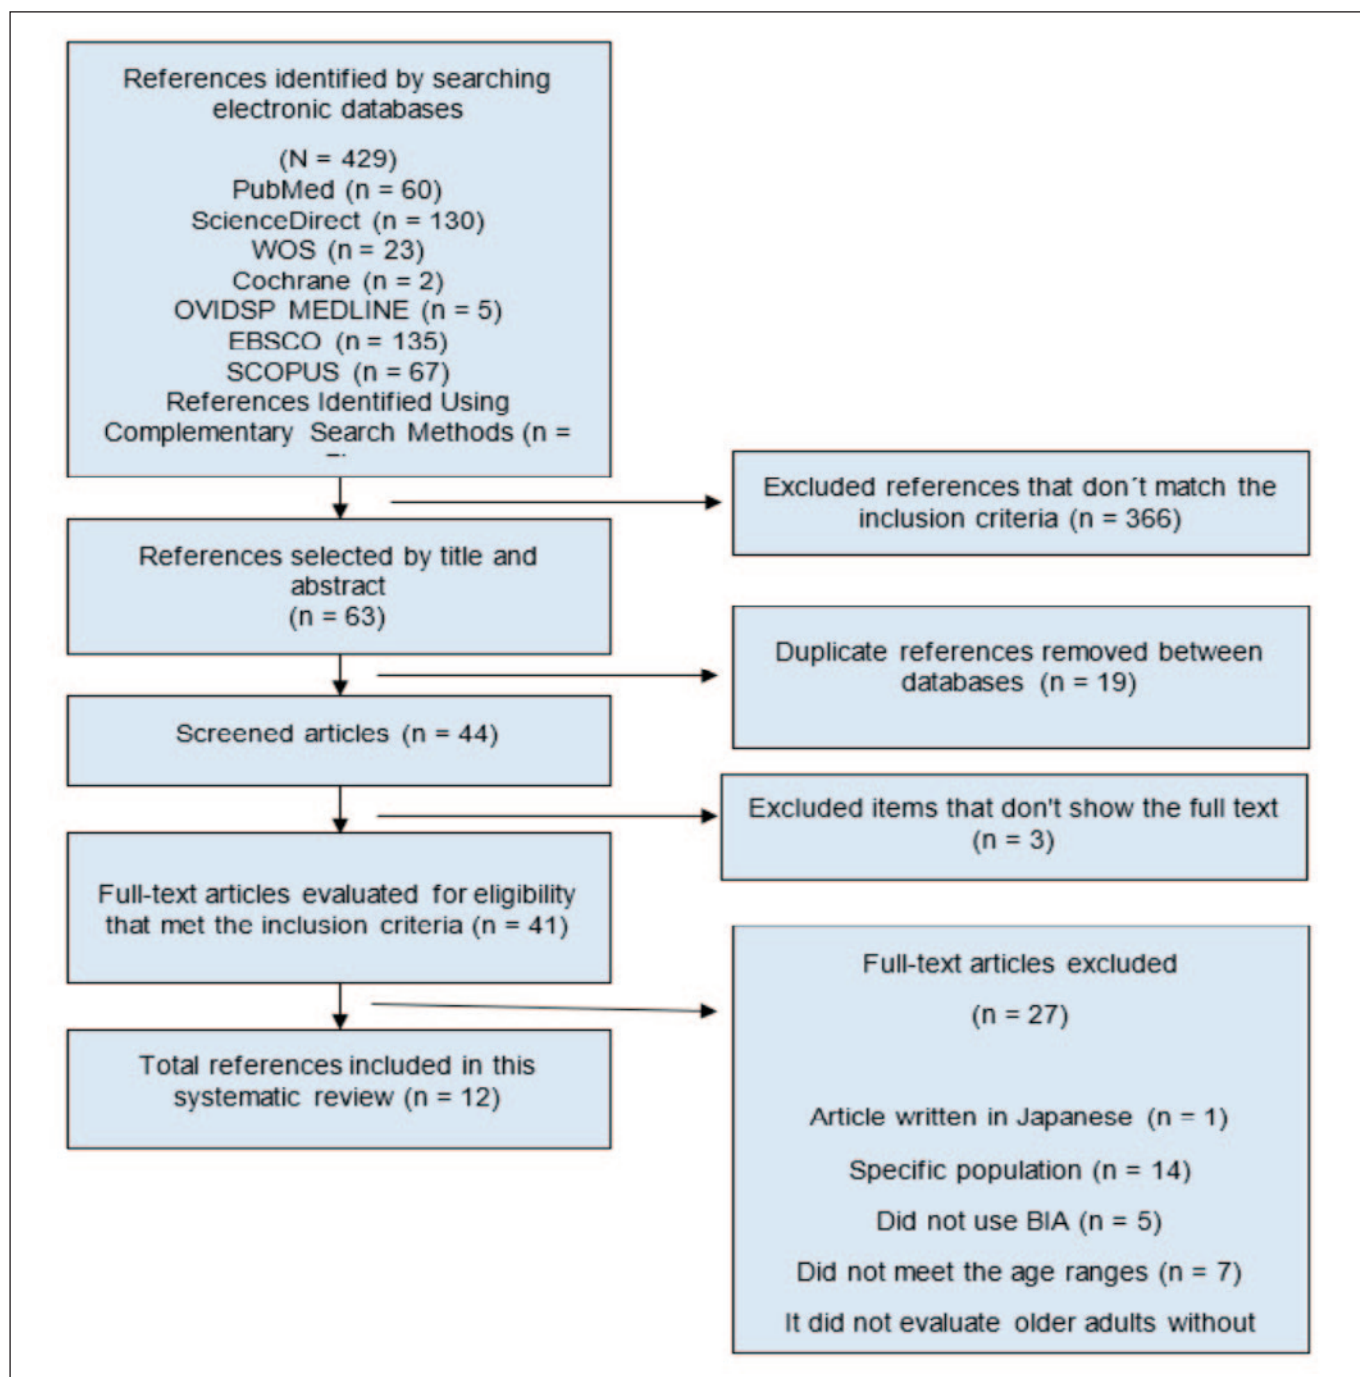 References identified by searching
electronic databases
(N = 429)
PubMed (n = 60)
ScienceDirect (n = 130)
WOS (n = 23)
Cochrane (n = 2)
OVIDSP MEDLINE (n = 5)
EBSCO (n = 135)
SCOPUS (n = 67)
References Identified Using
Complementary Search Methods (n =
Excluded references that don´t match the
inclusion criteria (n = 366)
References selected by title and
abstract
(n = 63)
Duplicate references removed between
databases (n = 19)
Screened articles (n = 44)
Excluded items that don't show the full text
(n = 3)
Full-text articles evaluated for eligibility
that met the inclusion criteria (n = 41)
Full-text articles excluded
(n = 27)
Article written in Japanese (n = 1)
Specific population (n = 14)
Did not use BIA (n = 5)
Did not meet the age ranges (n = 7)
It did not evaluate older adults without
Total references included in this
systematic review (n = 12)